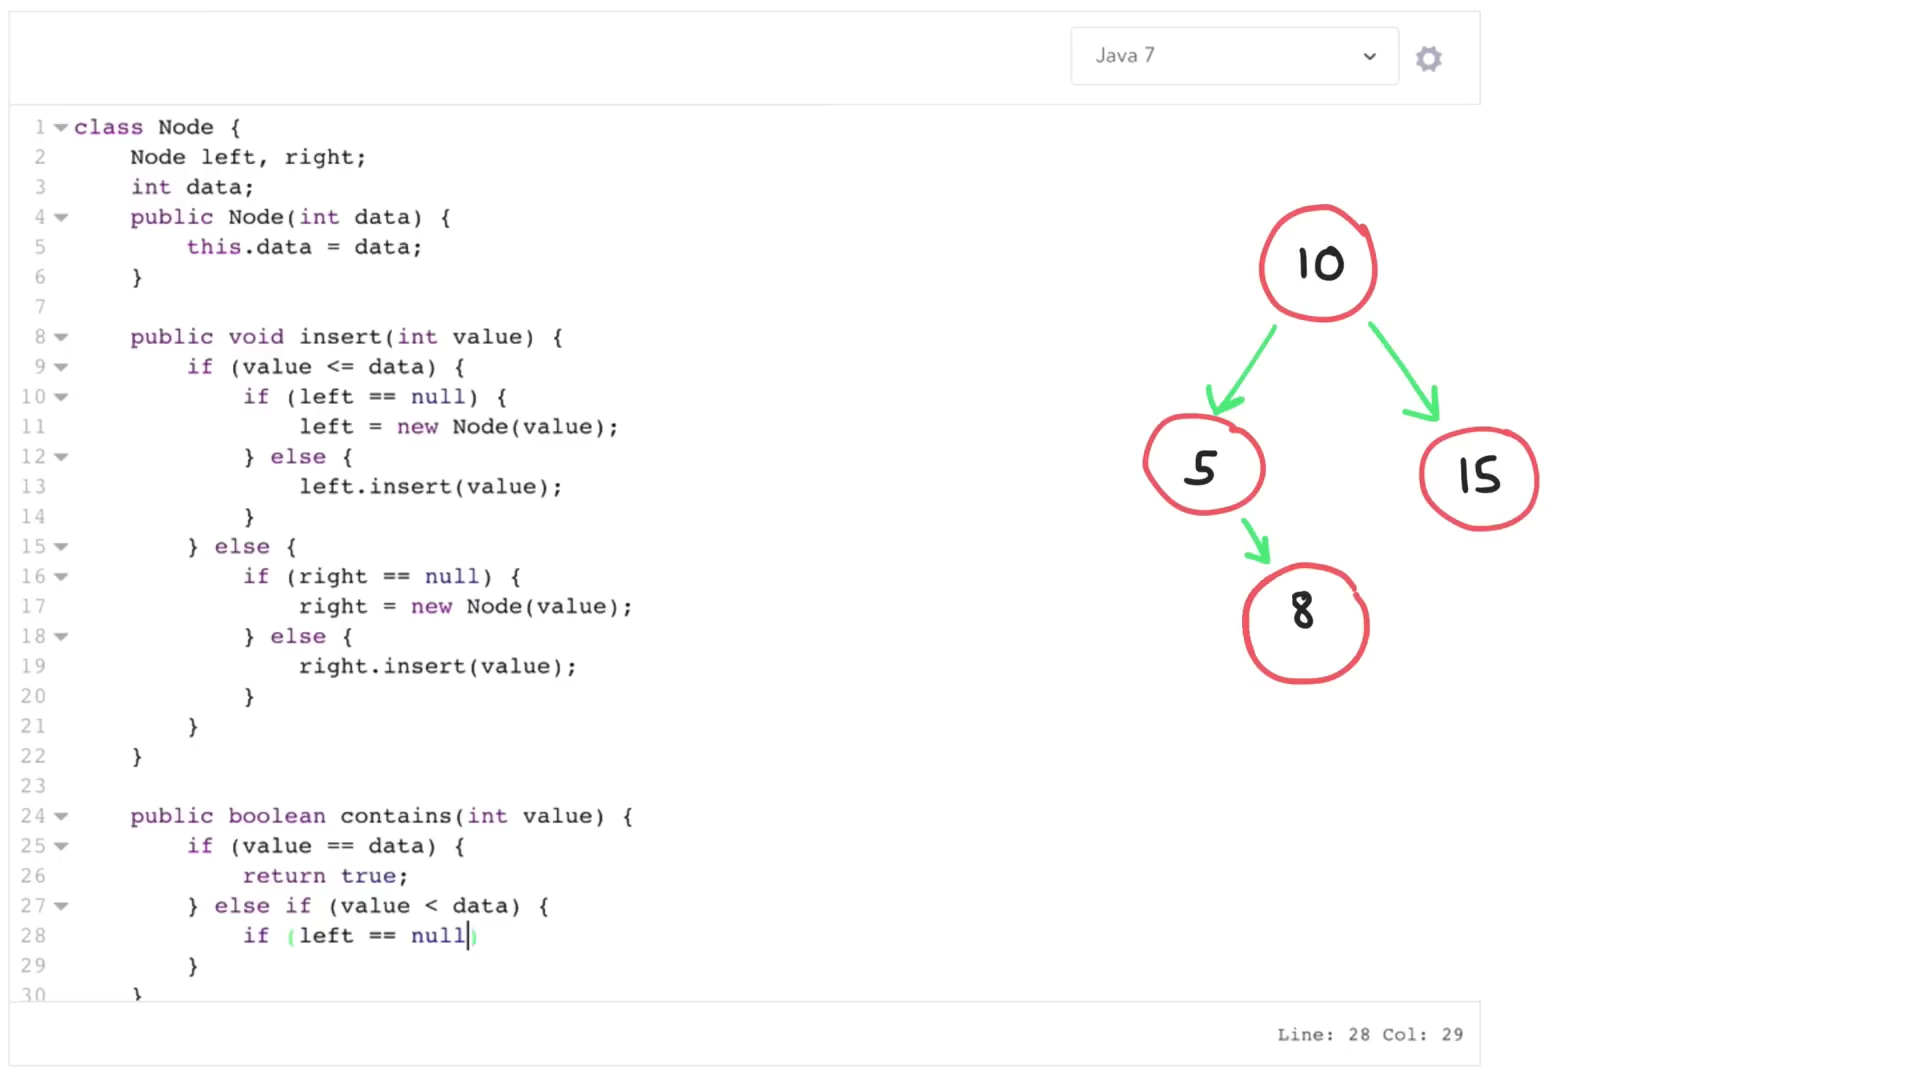 Java 7
1 class Node {
2 Node left, right;
3 int data;
4 public Node(int data) {
5 this.data = data;
6 }
7
8 public void insert(int value) {
9 if (value <= data) {
10 if (left == null) {
11 left = new Node(value);
12 } else {
13 left.insert(value);
14 }
15 } else {
16 if (right == null) {
17 right = new Node(value);
18 } else {
19 right.insert(value);
20 }
21 }
22 }
23
24 public boolean contains(int value) {
25 if (value == data) {
26 return true;
27 } else if (value < data) {
28 if (left == null)
29 }
30 }
10
5
15
8
Line: 28 Col: 29